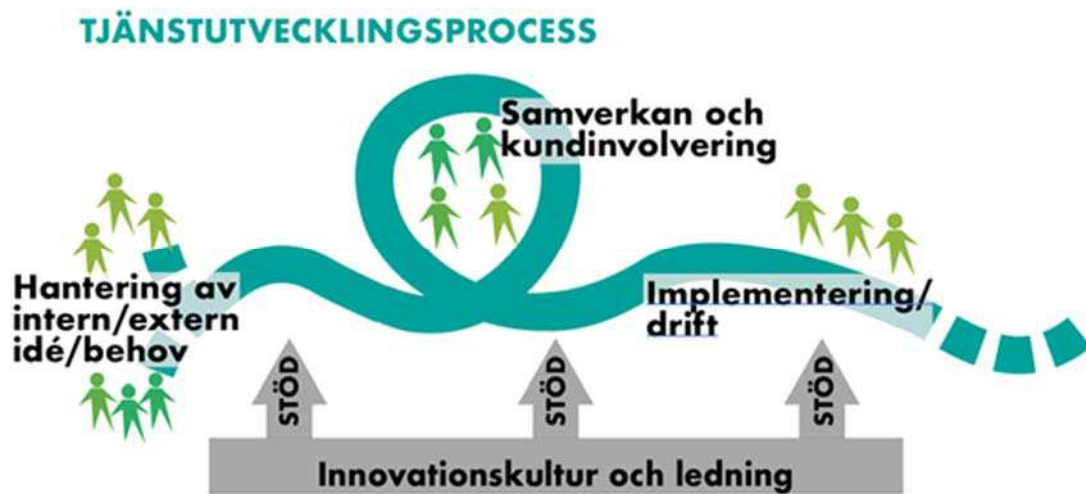 TJÄNSTUTVECKLINGSPROCESS
Samverkan och
kundinvolvering
Hantering av
intern/extern
idé/behov
Implementering/
drift
STÖD
STÖD
STÖD
Innovationskultur och ledning